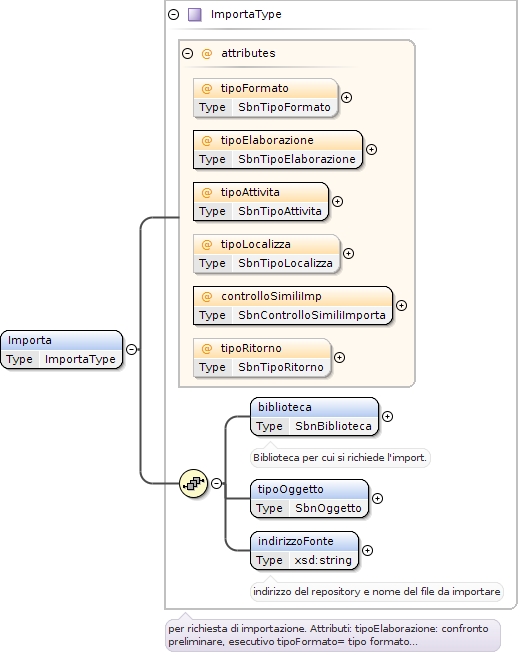 ImportaType
@ attributes
@ tipoFormato
Type SbnTipoFormato
@ tipoElaborazione
Type SbnTipoElaborazione
@ tipoAttivita
Type SbnTipoAttivita
@ tipoLocalizza
Type SbnTipoLocalizza
@ controlloSimiliImp
Type SbnControlloSimiliImporta
@ tipoRitorno
Type SbnTipoRitorno
Importa
Type ImportaType
biblioteca
Type SbnBiblioteca
Biblioteca per cui si richiede l'import.
tipoOggetto
Type SbnOggetto
indirizzoFonte
Type xsd:string
indirizzo del repository e nome del file da importare
per richiesta di importazione. Attributi: tipoElaborazione: confronto
preliminare, esecutivo tipoFormato= tipo formato...